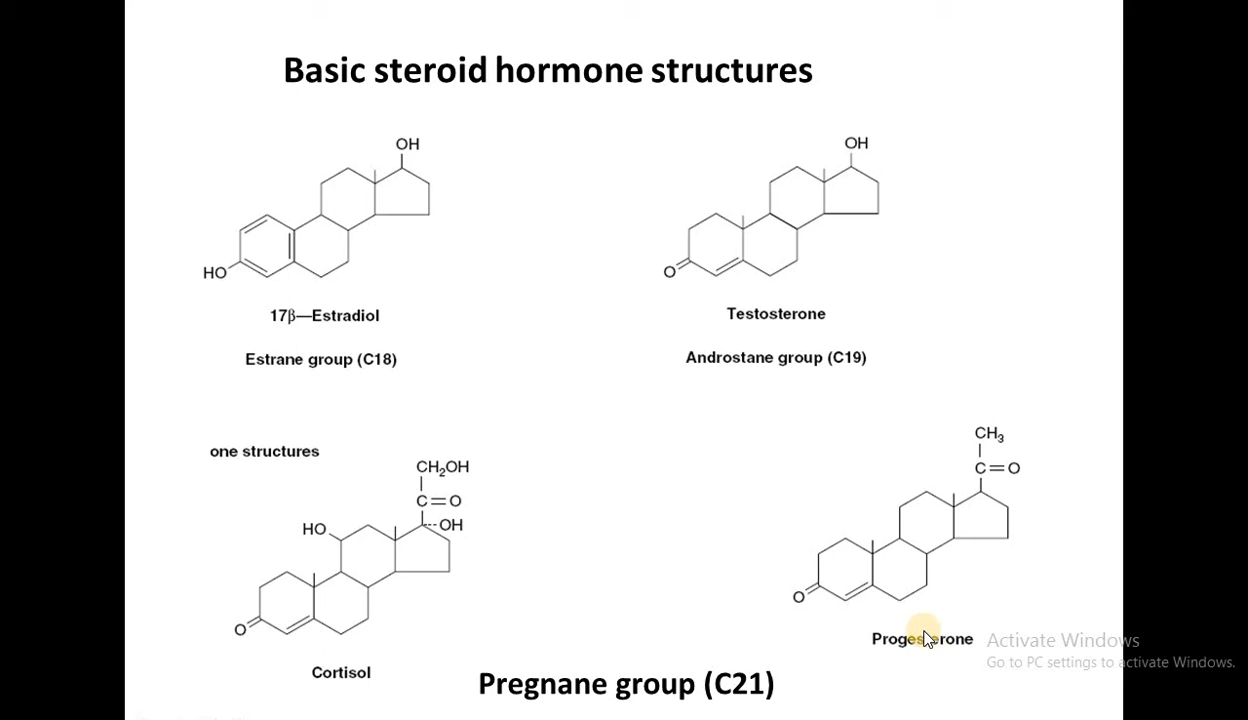 Basic steroid hormone structures
OH
HO
17β—Estradiol
Estrane group (C18)
OH
O
Testosterone
Androstane group (C19)
one structures
CH2OH
C=O
HO
OH
O
Cortisol
CH3
C=O
O
Progesterone
Pregnane group (C21)
Activate Windows
Go to PC settings to activate Windows.